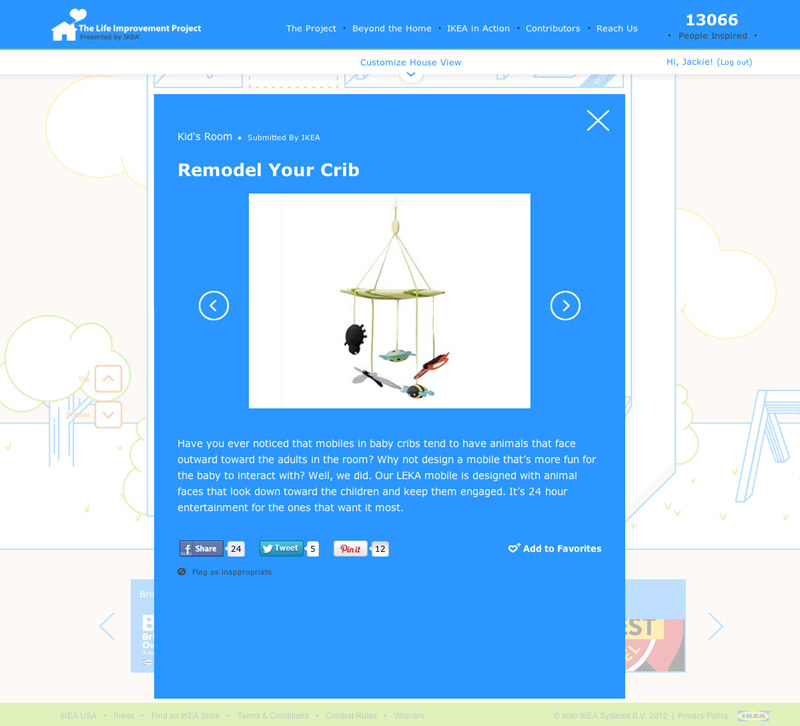 The Life Improvement Project
Presented by IKEA
The Project • Beyond the Home • IKEA in Action • Contributors • Reach Us
13066
• People Inspired •
Customize House View
Hi, Jackie! (Log out)
Kid's Room • Submitted By IKEA
Remodel Your Crib
Top
Have you ever noticed that mobiles in baby cribs tend to have animals that face
outward toward the adults in the room? Why not design a mobile that's more fun for
the baby to interact with? Well, we did. Our LEKA mobile is designed with animal
faces that look down toward the children and keep them engaged. It's 24 hour
entertainment for the ones that want it most.
Share 24 Tweet 5 Pin it 12 Add to Favorites
Flag as inappropriate
IKEA USA • Press • Find an IKEA Store • Terms & Conditions • Contest Rules • Winners
© Inter IKEA Systems B.V. 2012 | Privacy Policy IKEA